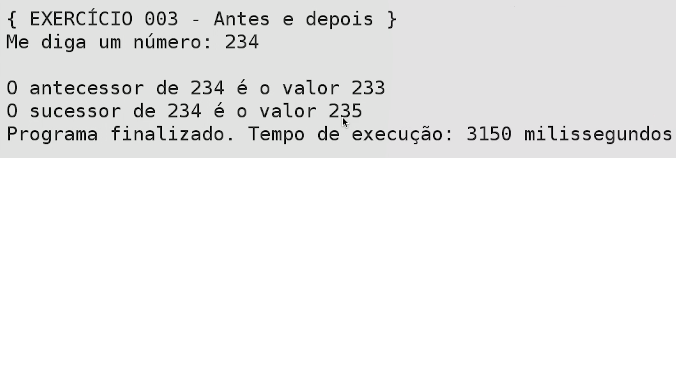 { EXERCÍCIO 003 - Antes e depois }
Me diga um número: 234
O antecessor de 234 é o valor 233
O sucessor de 234 é o valor 235
Programa finalizado. Tempo de execução: 3150 milissegundos